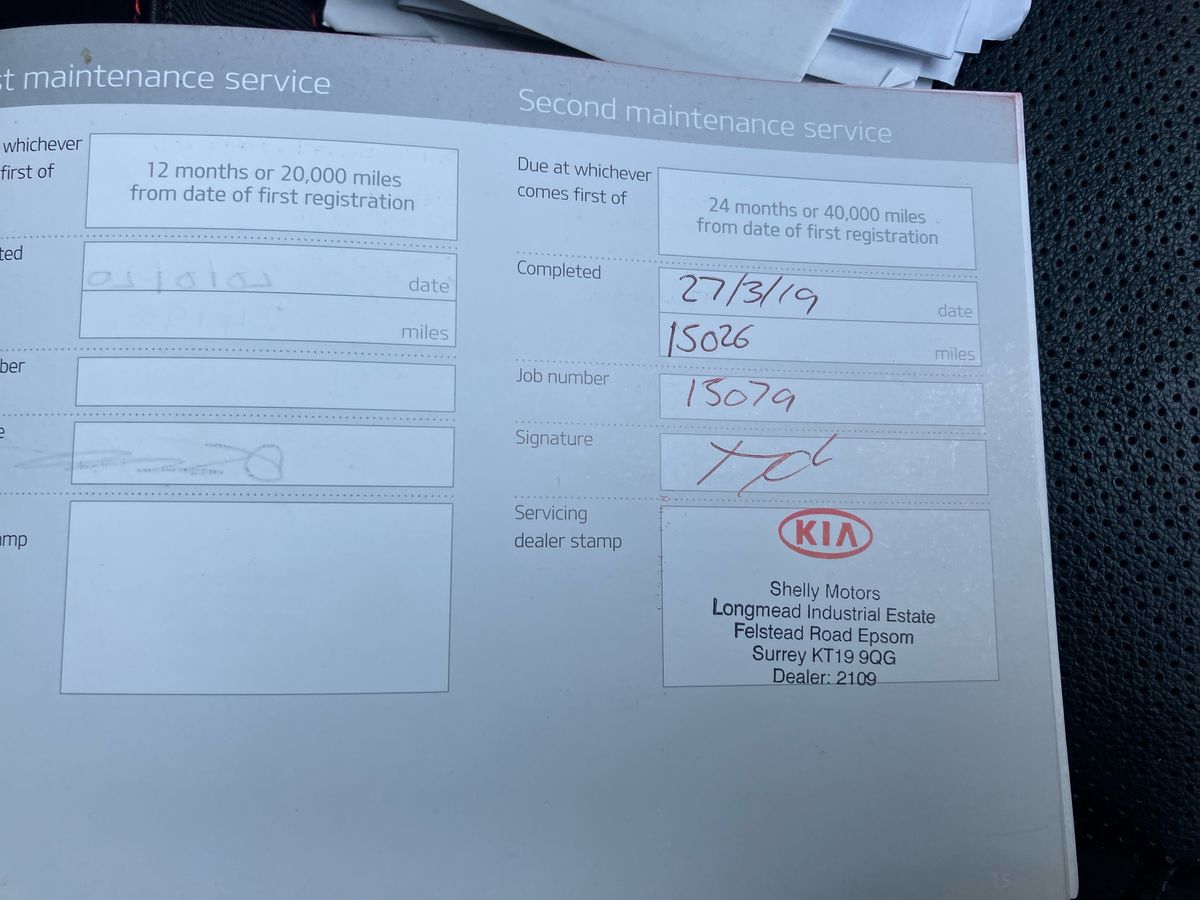 st maintenance service
whichever
first of
12 months or 20,000 miles
from date of first registration
ted
date
miles
ber
e
amp
Second maintenance service
Due at whichever
comes first of
24 months or 40,000 miles
from date of first registration
Completed
27/3/19
date
15026
miles
Job number
15079
Signature
Servicing
dealer stamp
KIA
Shelly Motors
Longmead Industrial Estate
Felstead Road Epsom
Surrey KT19 9QG
Dealer: 2109
15